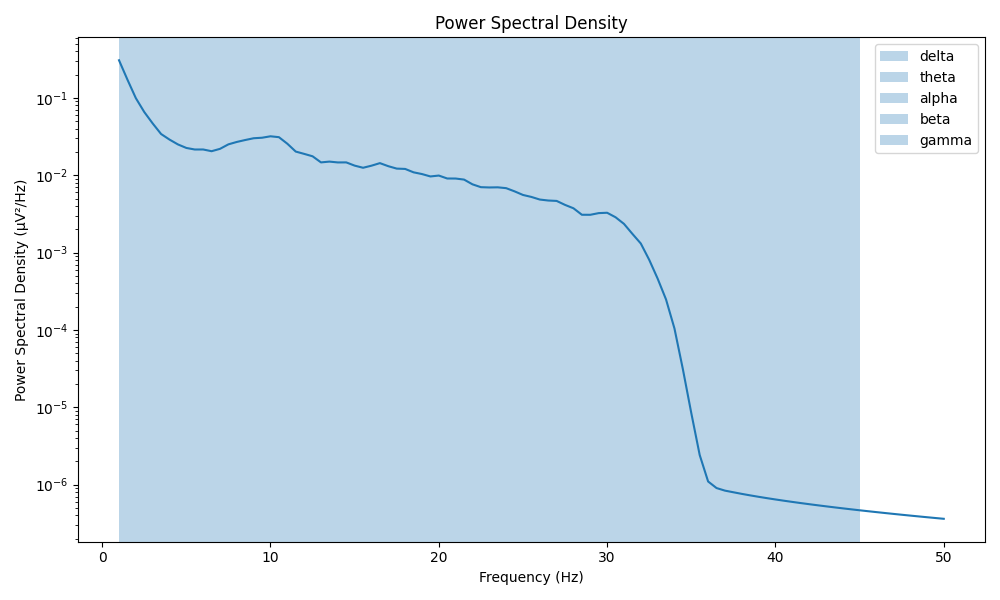 Power Spectral Density
delta
theta
alpha
beta
gamma
Power Spectral Density (μV²/Hz)
10⁻¹
10⁻²
10⁻³
10⁻⁴
10⁻⁵
10⁻⁶
0 10 20 30 40 50
Frequency (Hz)